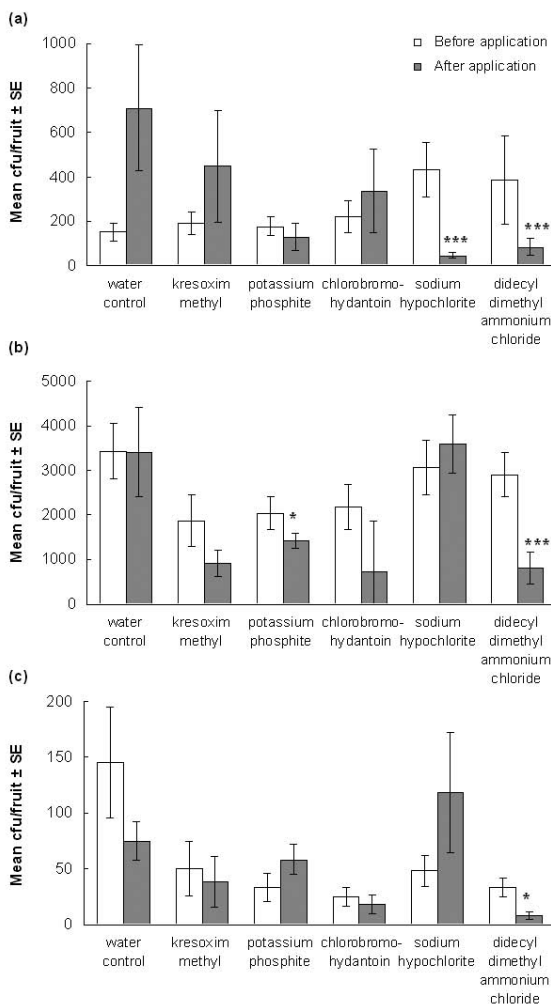 (a)
1000
800
600
400
200
0
Mean cfu/fruit ± SE
Before application
After application
***
***
water control
kresoxim methyl
potassium phosphite
chlorobromo-hydantoin
sodium hypochlorite
didecyl dimethyl ammonium chloride
(b)
5000
4000
3000
2000
1000
0
Mean cfu/fruit ± SE
*
***
water control
kresoxim methyl
potassium phosphite
chlorobromo-hydantoin
sodium hypochlorite
didecyl dimethyl ammonium chloride
(c)
200
150
100
50
0
Mean cfu/fruit ± SE
*
water control
kresoxim methyl
potassium phosphite
chlorobromo-hydantoin
sodium hypochlorite
didecyl dimethyl ammonium chloride